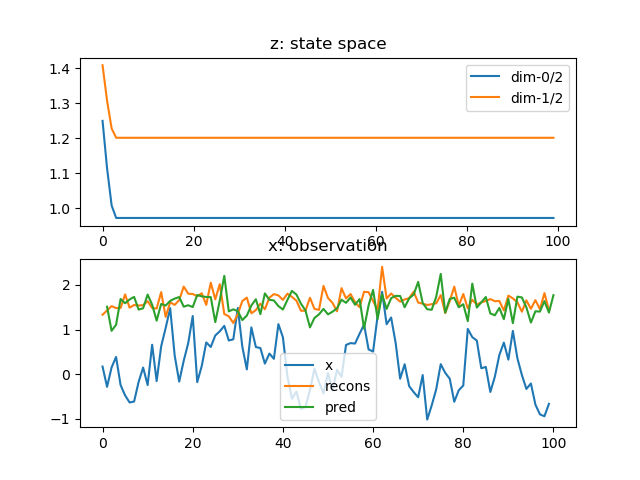 z: state space
1.4
1.3
1.2
1.1
1.0
dim-0/2
dim-1/2
0 20 40 60 80 100
x: observation
2
1
0
−1
x
recons
pred
0 20 40 60 80 100